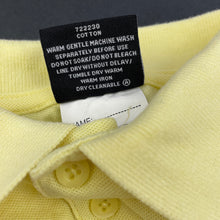 722230
COTTON
WARM GENTLE MACHINE WASH
SEPARATELY BEFORE USE
DO NOT SOAK/DO NOT BLEACH
LINE DRY WITHOUT DELAY/
TUMBLE DRY WARM
WARM IRON
DRY CLEANABLE Ⓐ
NAME: